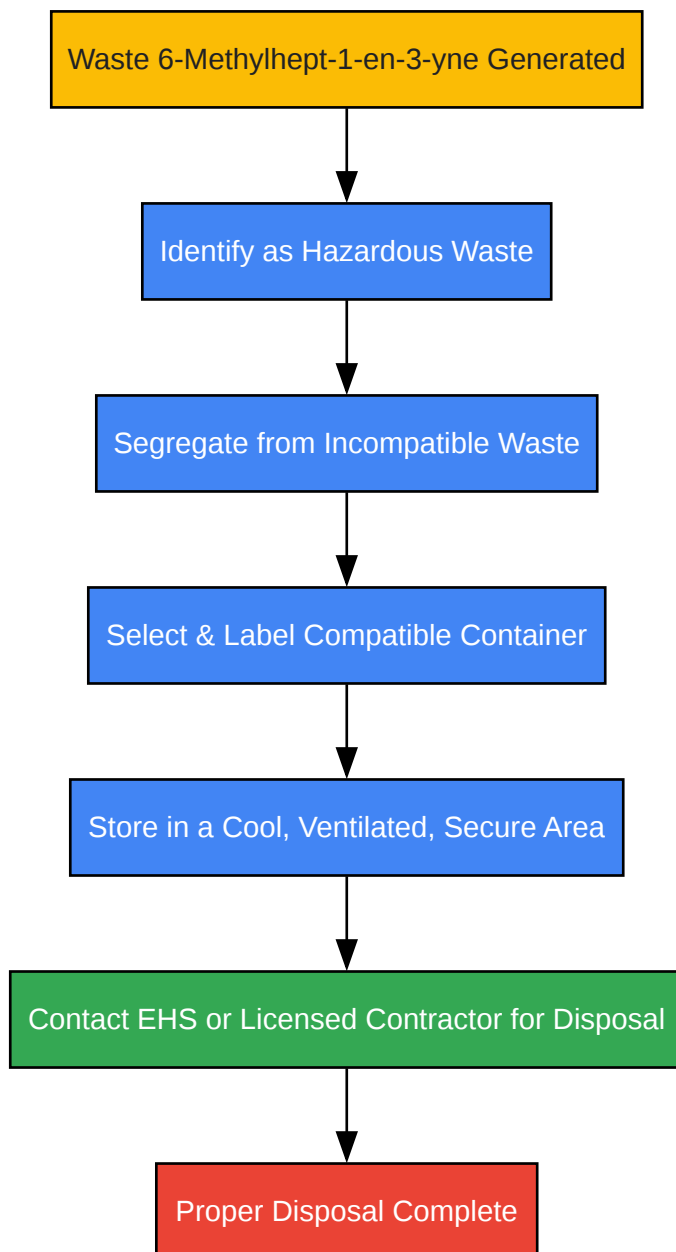 Waste 6-Methylhept-1-en-3-yne Generated
Identify as Hazardous Waste
Segregate from Incompatible Waste
Select & Label Compatible Container
Store in a Cool, Ventilated, Secure Area
Contact EHS or Licensed Contractor for Disposal
Proper Disposal Complete